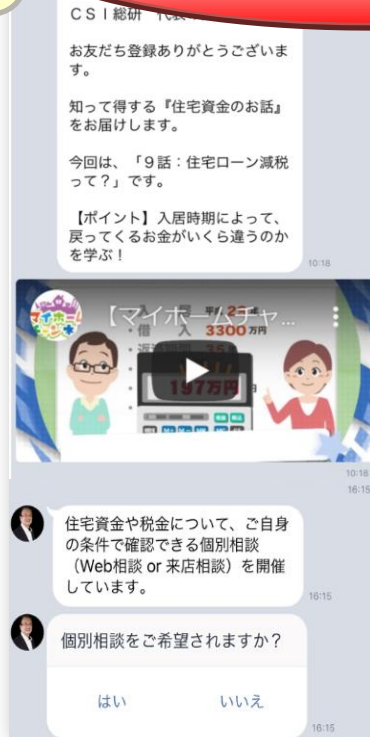 CSI総研 代表の
お友だち登録ありがとうございま
す。
知って得する『住宅資金のお話』
をお届けします。
今回は、「9話：住宅ローン減税
って？」です。
【ポイント】入居時期によって、
戻ってくるお金がいくら違うのか
を学ぶ！
10:18
【マイホームチャ...
・借 入 3300万円
197万円
10:18
16:15
住宅資金や税金について、ご自身
の条件で確認できる個別相談
（Web相談 or 来店相談）を開催
しています。
16:15
個別相談をご希望されますか？
はい いいえ
16:15